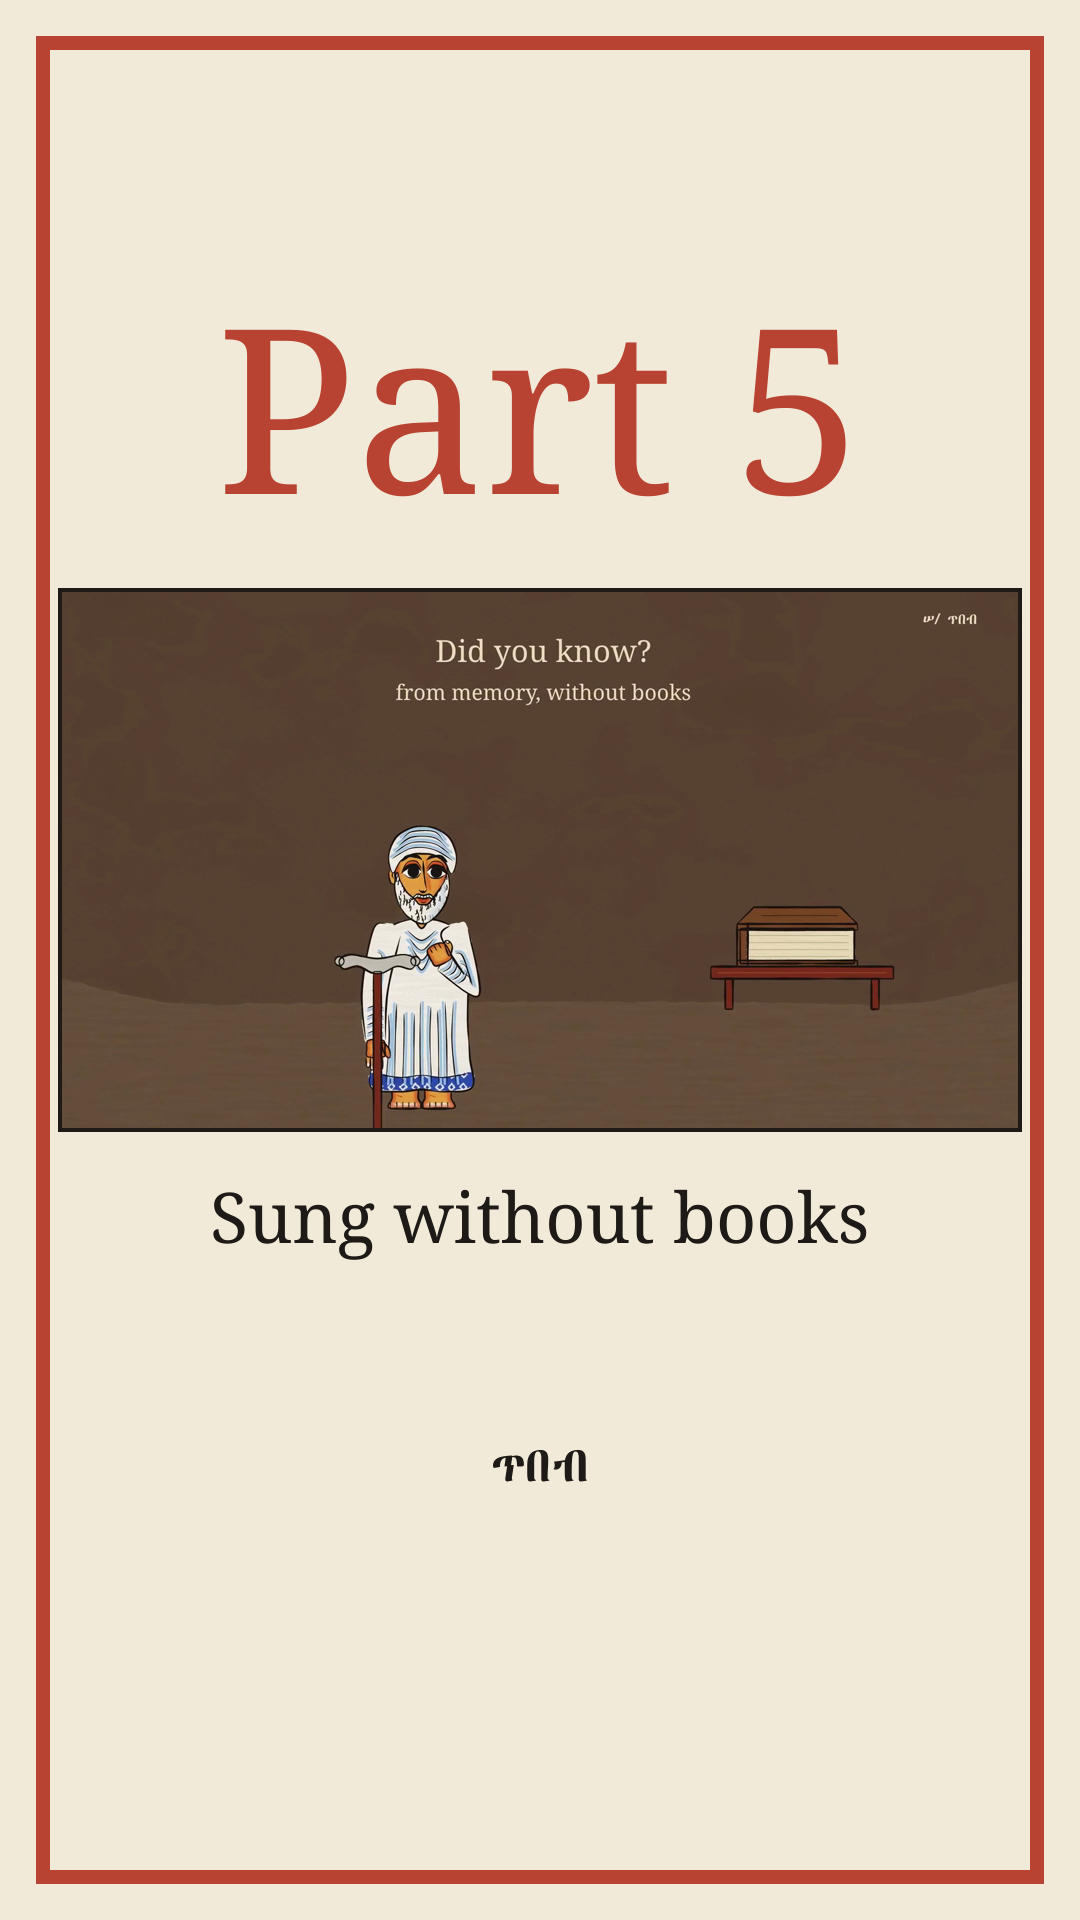 Part 5
ሠ/ ጥበብ
Did you know?
from memory, without books
Sung without books
ጥበብ